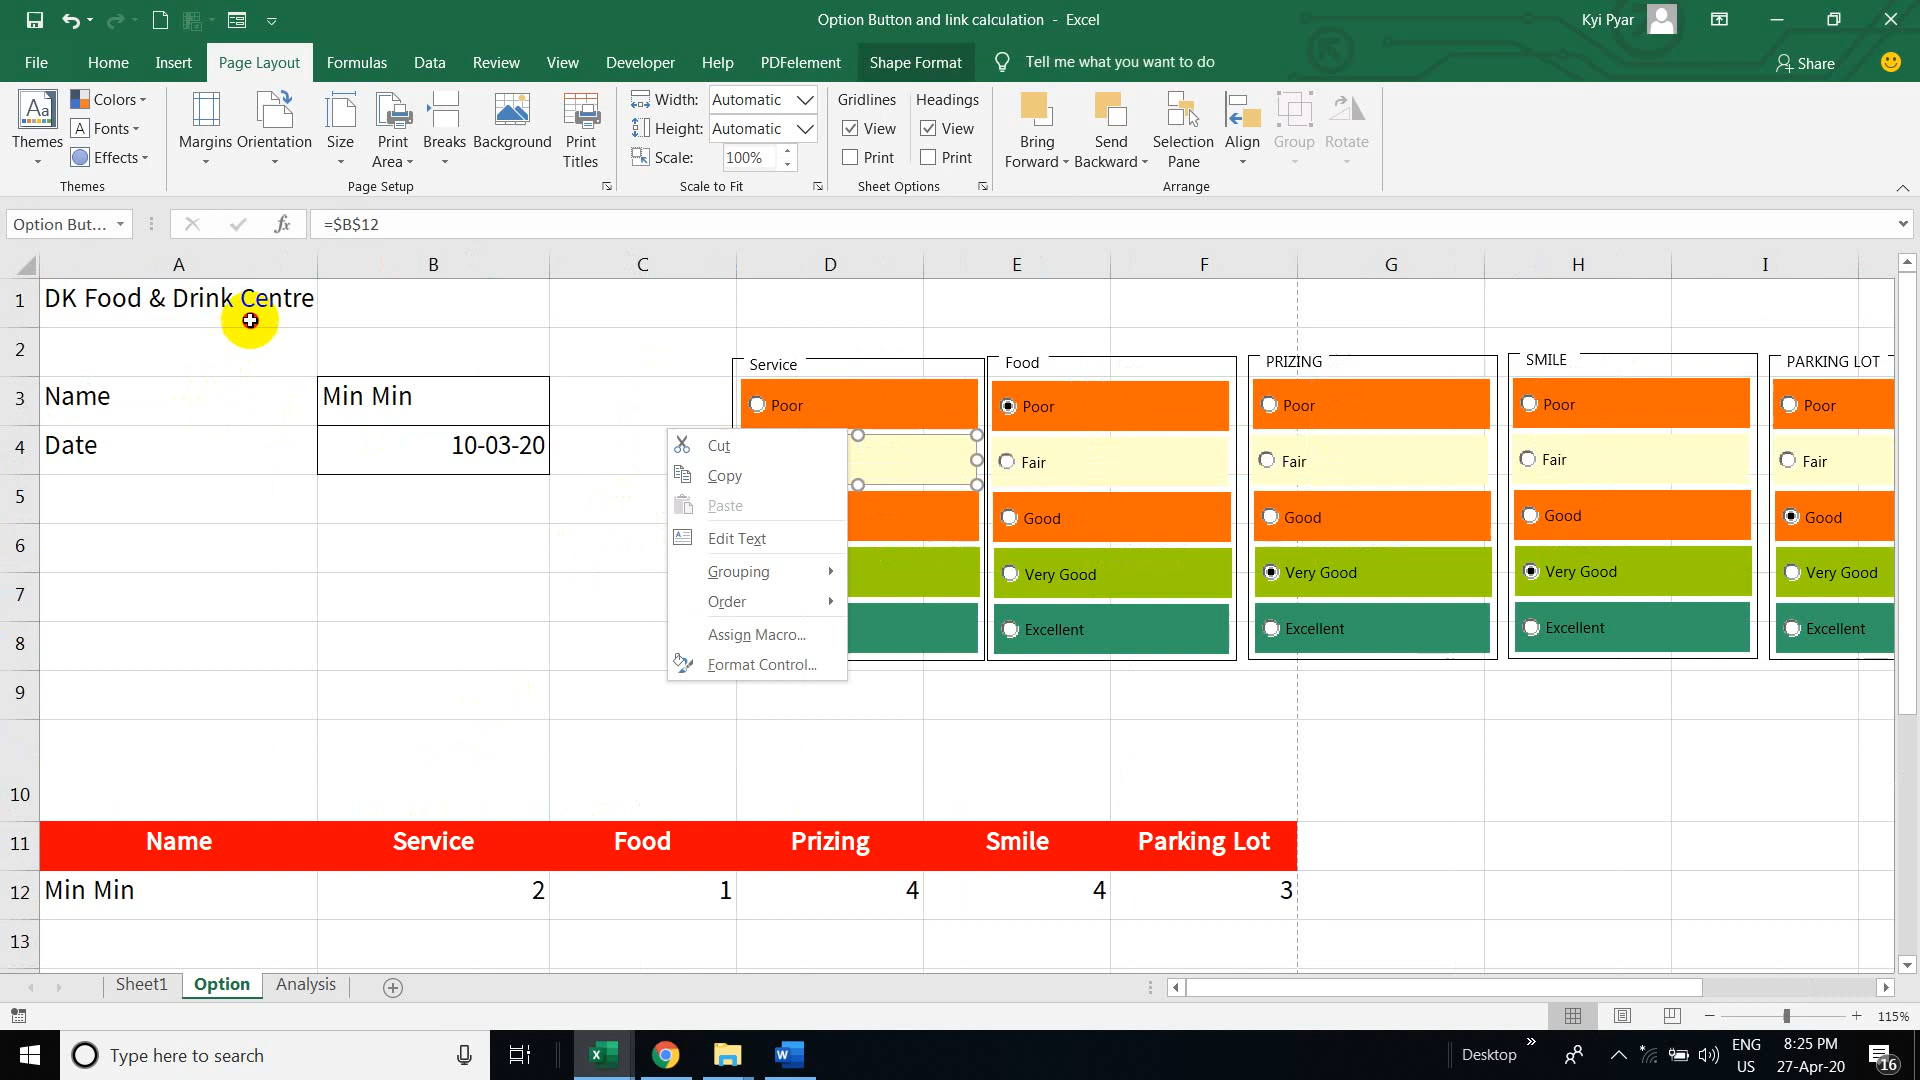 Option Button and link calculation - Excel
Kyi Pyar
File Home Insert Page Layout Formulas Data Review View Developer Help PDFelement Shape Format Tell me what you want to do Share
Themes
Colors
Fonts
Effects
Themes
Margins Orientation Size Print Area Breaks Background Print Titles
Page Setup
Width: Automatic
Height: Automatic
Scale: 100%
Scale to Fit
Gridlines Headings
View View
Print Print
Sheet Options
Bring Forward Send Backward Selection Pane Align Group Rotate
Arrange
Option But... fx =$B$12
A B C D E F G H I
1 DK Food & Drink Centre
2
3 Name Min Min
4 Date 10-03-20
5
6
7
8
9
10
Service
Poor
Food
Poor
Fair
Good
Very Good
Excellent
PRIZING
Poor
Fair
Good
Very Good
Excellent
SMILE
Poor
Fair
Good
Very Good
Excellent
PARKING LOT
Poor
Fair
Good
Very Good
Excellent
Cut
Copy
Paste
Edit Text
Grouping
Order
Assign Macro...
Format Control...
11 Name Service Food Prizing Smile Parking Lot
12 Min Min 2 1 4 4 3
13
Sheet1 Option Analysis
115%
Type here to search
Desktop
ENG
US
8:25 PM
27-Apr-20
16